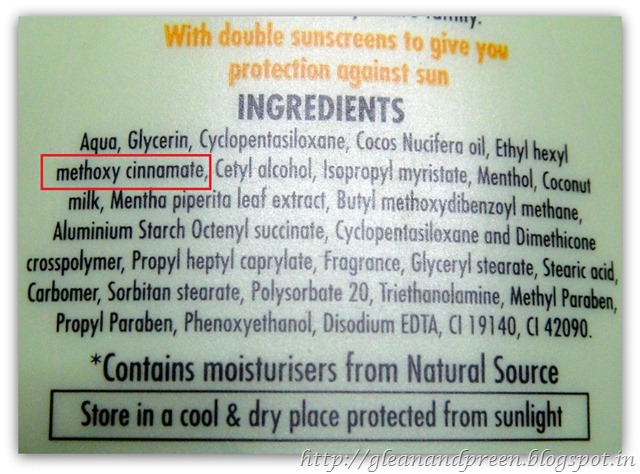 With double sunscreens to give you
protection against sun
INGREDIENTS
Aqua, Glycerin, Cyclopentasiloxane, Cocos Nucifera oil, Ethyl hexyl
methoxy cinnamate, Cetyl alcohol, Isopropyl myristate, Menthol, Coconut
milk, Mentha piperita leaf extract, Butyl methoxydibenzoyl methane,
Aluminium Starch Octenyl succinate, Cyclopentasiloxane and Dimethicone
crosspolymer, Propyl heptyl caprylate, Fragrance, Glyceryl stearate, Stearic acid,
Carbomer, Sorbitan stearate, Polysorbate 20, Triethanolamine, Methyl Paraben,
Propyl Paraben, Phenoxyethanol, Disodium EDTA, CI 19140, CI 42090.
*Contains moisturisers from Natural Source
Store in a cool & dry place protected from sunlight
http://gleanandpreen.blogspot.in